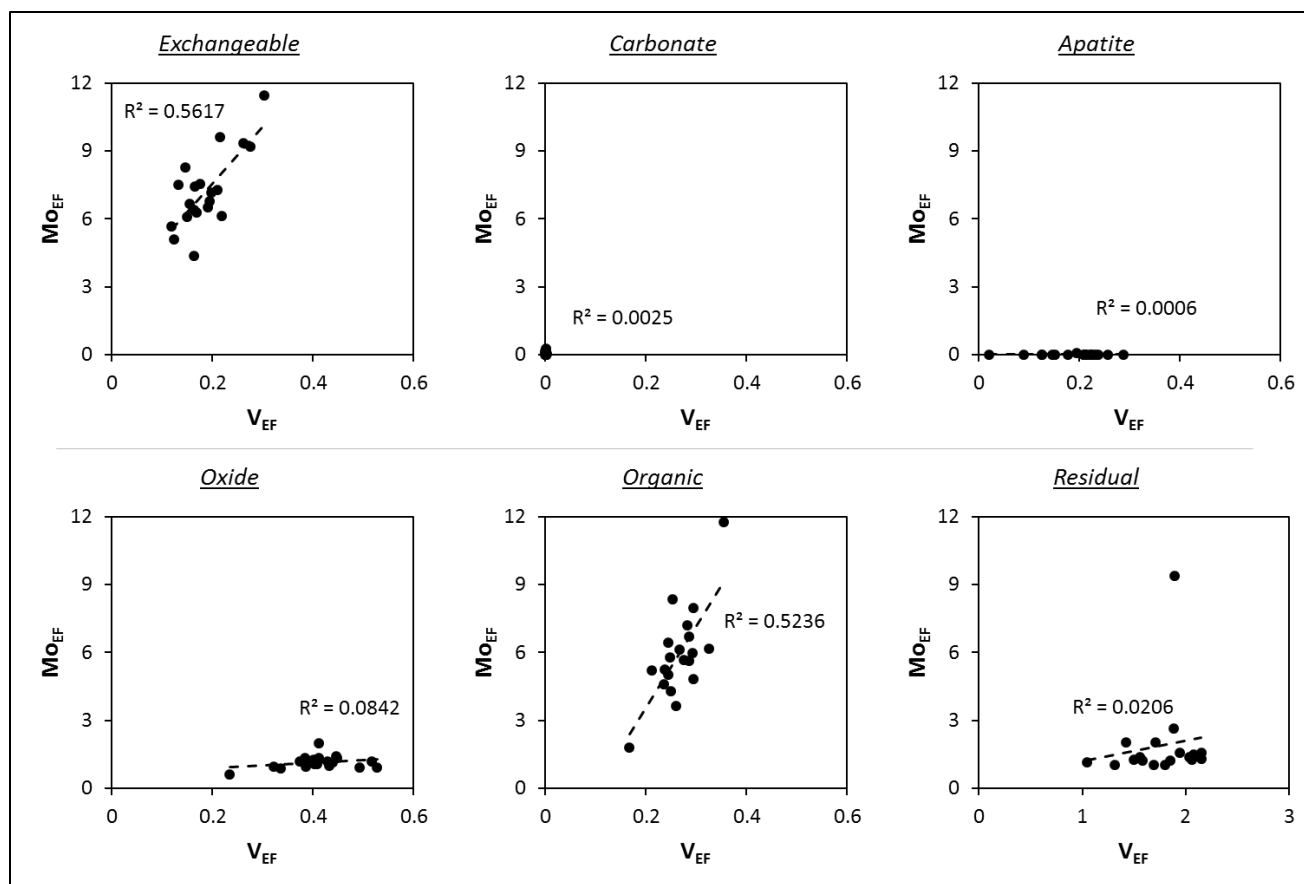 Exchangeable
12
9
6
3
0
0 0.2 0.4 0.6
R² = 0.5617
MoEF
VEF
Carbonate
12
9
6
3
0
0 0.2 0.4 0.6
R² = 0.0025
MoEF
VEF
Apatite
12
9
6
3
0
0 0.2 0.4 0.6
R² = 0.0006
MoEF
VEF
Oxide
12
9
6
3
0
0 0.2 0.4 0.6
R² = 0.0842
MoEF
VEF
Organic
12
9
6
3
0
0 0.2 0.4 0.6
R² = 0.5236
MoEF
VEF
Residual
12
9
6
3
0
0 1 2 3
R² = 0.0206
MoEF
VEF